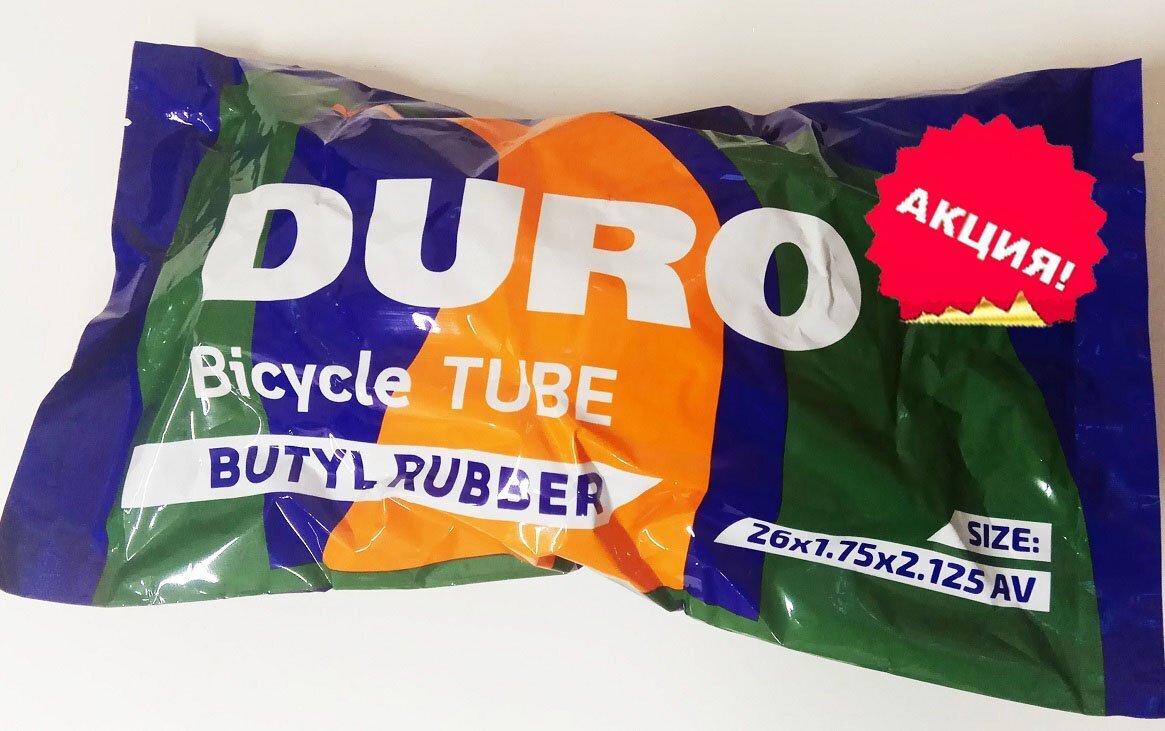 DURO
АКЦИЯ!
Bicycle TUBE
BUTYL RUBBER
SIZE:
26x1.75x2.125 AV